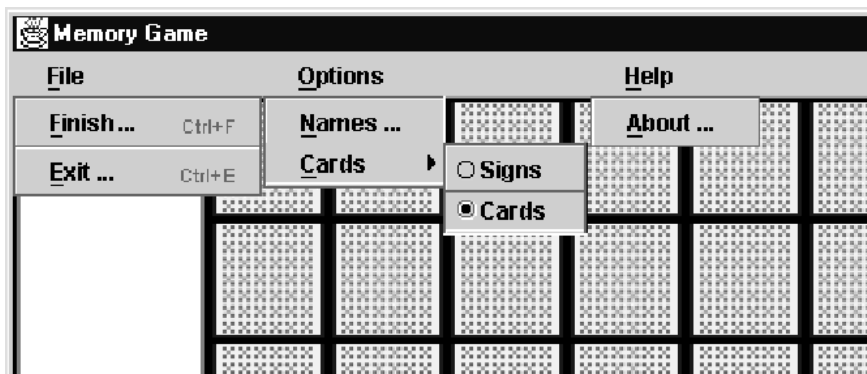 Memory Game
File Options Help
Finish ... Ctrl+F
Exit ... Ctrl+E
Names ...
Cards
Signs
Cards
About ...